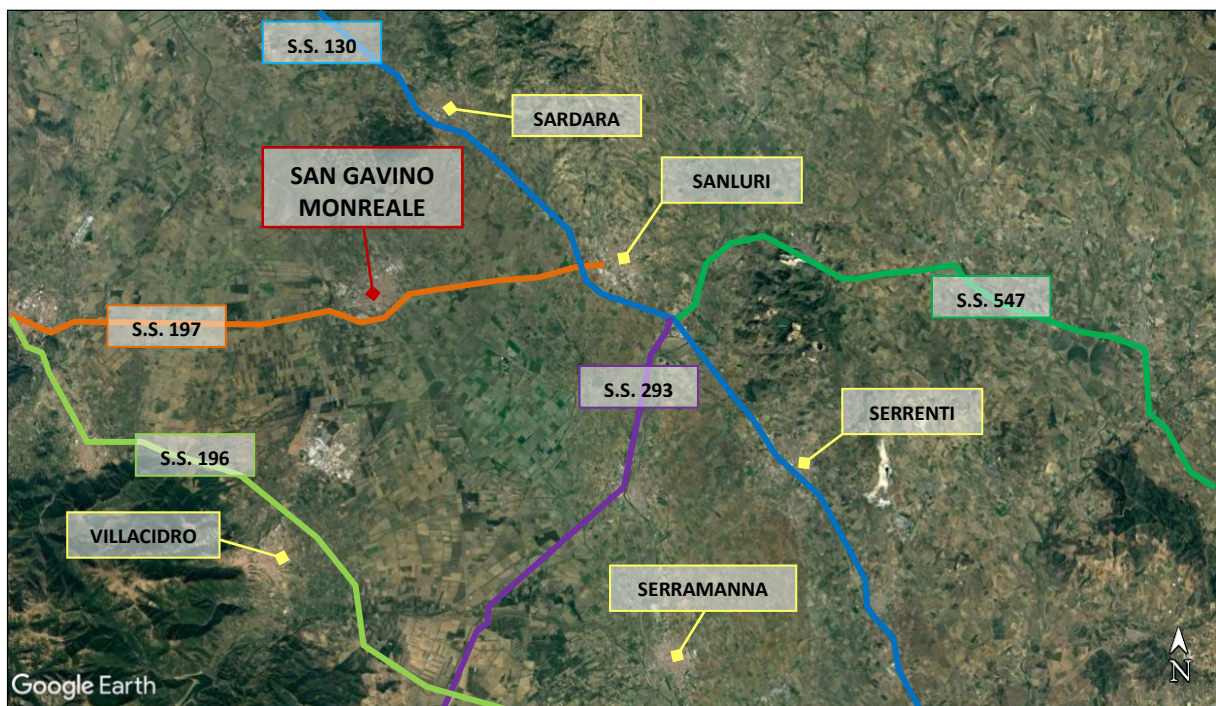 S.S. 130
SARDARA
SAN GAVINO
MONREALE
SANLURI
S.S. 547
S.S. 197
S.S. 293
SERRENTI
S.S. 196
VILLACIDRO
SERRAMANNA
N
Google Earth